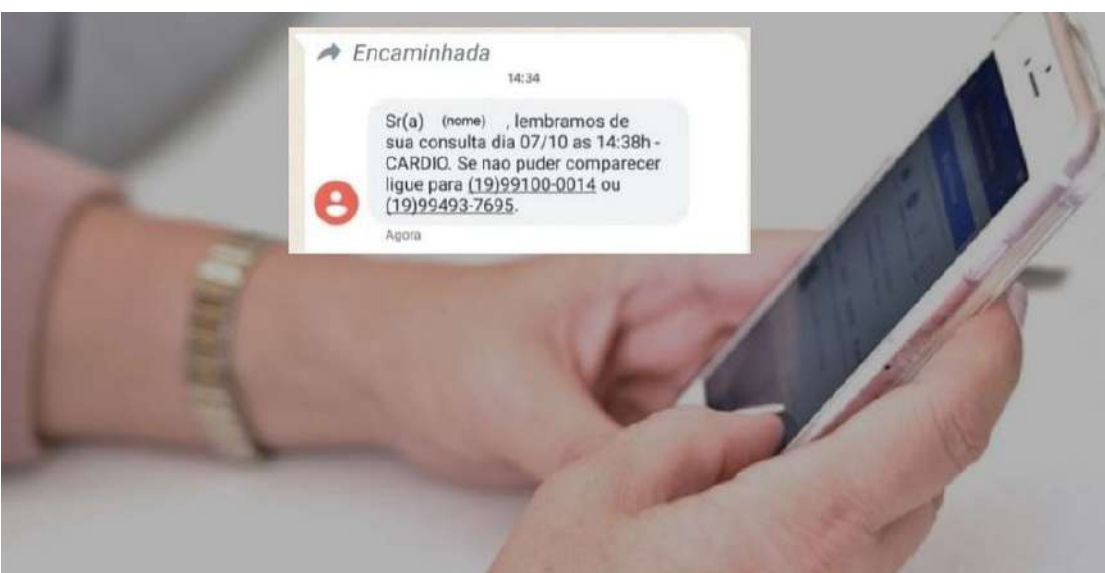 Encaminhada
14:34
Sr(a) (nome) , lembramos de
sua consulta dia 07/10 as 14:38h -
CARDIO. Se nao puder comparecer
ligue para (19)99100-0014 ou
(19)99493-7695.
Agora